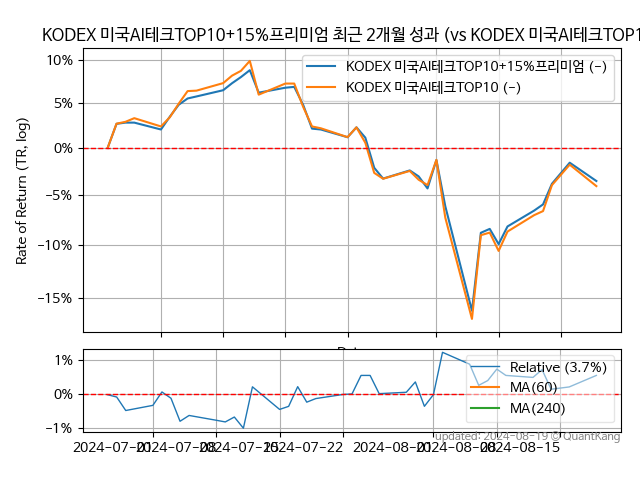 KODEX 미국AI테크TOP10+15%프리미엄 최근 2개월 성과 (vs KODEX 미국AI테크TOP1
10%
5%
0%
−5%
−10%
−15%
Rate of Return (TR, log)
KODEX 미국AI테크TOP10+15%프리미엄 (−)
KODEX 미국AI테크TOP10 (−)
1%
0%
−1%
Relative (3.7%)
MA(60)
MA(240)
updated: 2024-08-19 © QuantKang
2024-07-01
2024-07-08
2024-07-15
2024-07-22
2024-08-01
2024-08-08
2024-08-15